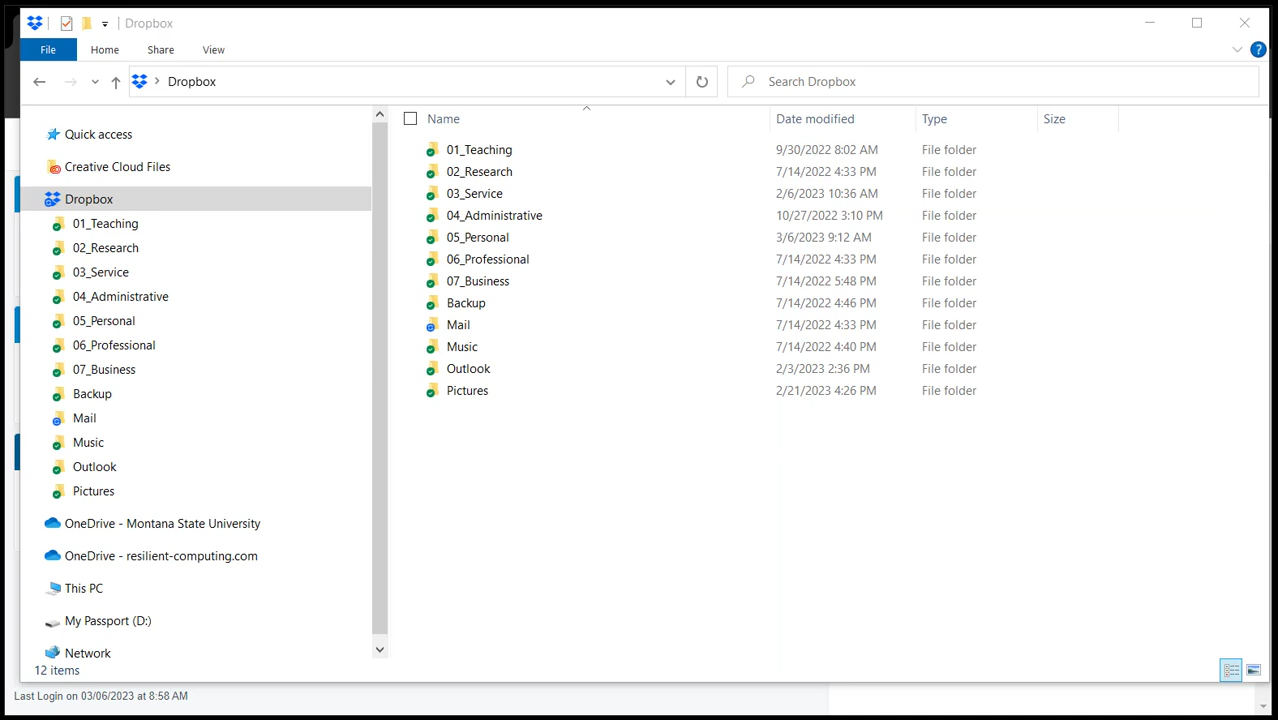 Dropbox
File Home Share View ?
Dropbox Search Dropbox
Name Date modified Type Size
Quick access
Creative Cloud Files
Dropbox
01_Teaching
02_Research
03_Service
04_Administrative
05_Personal
06_Professional
07_Business
Backup
Mail
Music
Outlook
Pictures
OneDrive - Montana State University
OneDrive - resilient-computing.com
This PC
My Passport (D:)
Network
01_Teaching 9/30/2022 8:02 AM File folder
02_Research 7/14/2022 4:33 PM File folder
03_Service 2/6/2023 10:36 AM File folder
04_Administrative 10/27/2022 3:10 PM File folder
05_Personal 3/6/2023 9:12 AM File folder
06_Professional 7/14/2022 4:33 PM File folder
07_Business 7/14/2022 5:48 PM File folder
Backup 7/14/2022 4:46 PM File folder
Mail 7/14/2022 4:33 PM File folder
Music 7/14/2022 4:40 PM File folder
Outlook 2/3/2023 2:36 PM File folder
Pictures 2/21/2023 4:26 PM File folder
12 items
Last Login on 03/06/2023 at 8:58 AM